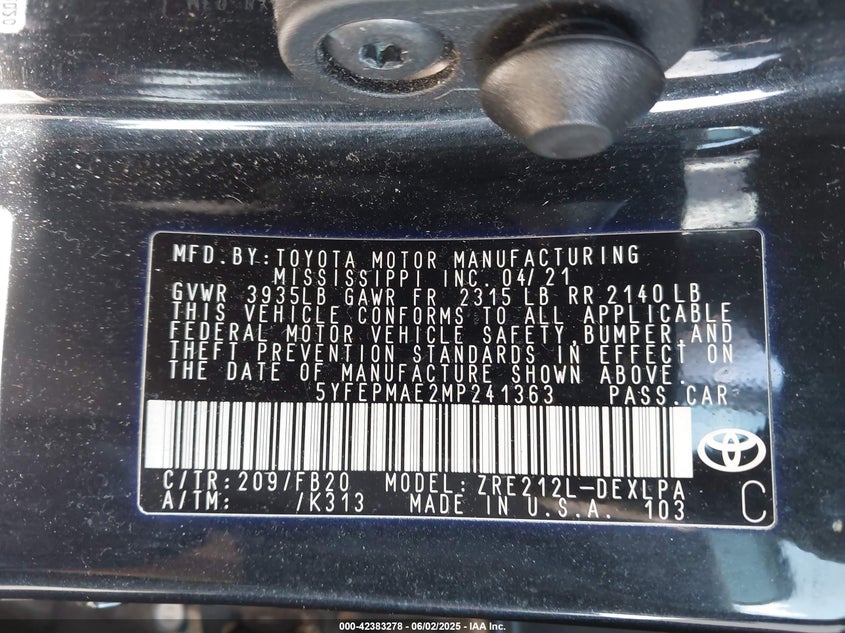 MFD.BY:TOYOTA MOTOR MANUFACTURING
MISSISSIPPI INC. 04/21
GVWR 3935LB GAWR FR 2315 LB RR 2140 LB
THIS VEHICLE CONFORMS TO ALL APPLICABLE
FEDERAL MOTOR VEHICLE SAFETY,BUMPER,AND
THEFT PREVENTION STANDARDS IN EFFECT ON
THE DATE OF MANUFACTURE SHOWN ABOVE.
5YFEPMAE2MP241363 PASS.CAR
C/TR:209/FB20 MODEL:ZRE212L-DEXLPA
A/TM: /K313 MADE IN U.S.A. 103
C
000-42383278 - 06/02/2025 - IAA Inc.